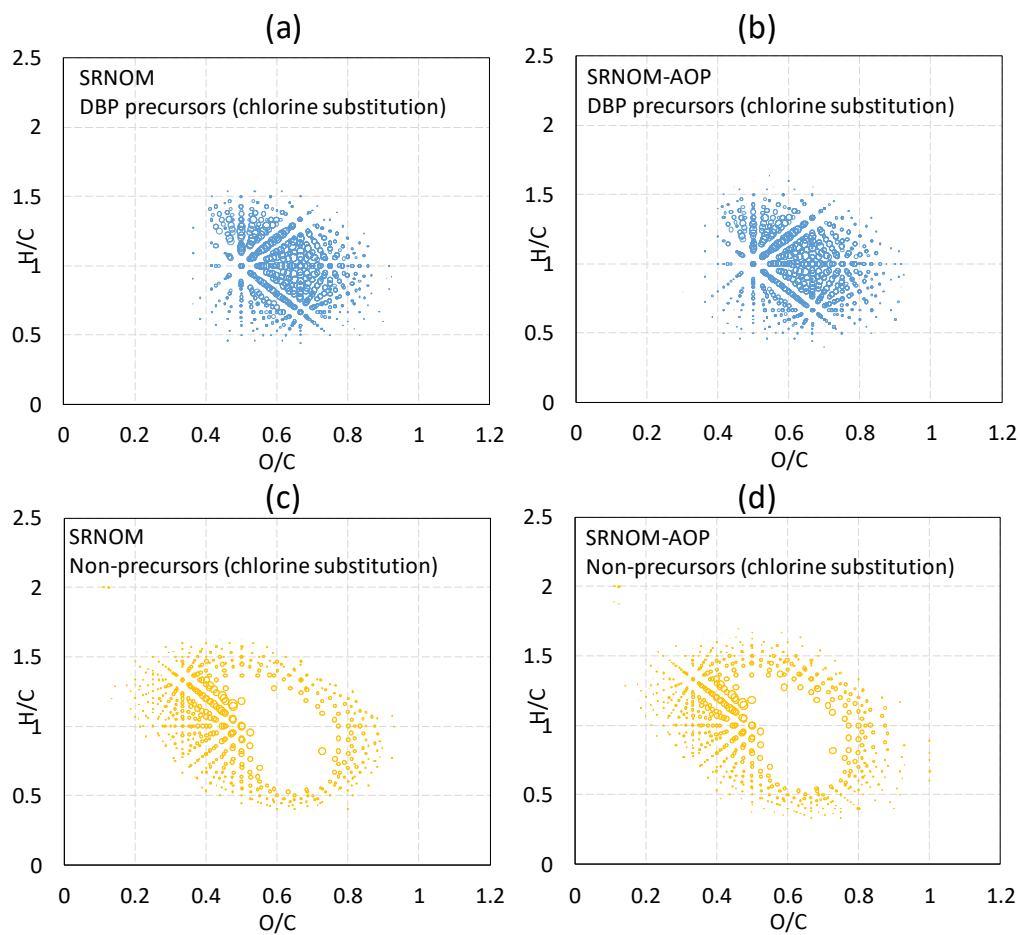 (a)
SRNOM
DBP precursors (chlorine substitution)
2.5
2
1.5
1
0.5
0
H/C
0 0.2 0.4 0.6 0.8 1 1.2
O/C
(b)
SRNOM-AOP
DBP precursors (chlorine substitution)
2.5
2
1.5
1
0.5
0
H/C
0 0.2 0.4 0.6 0.8 1 1.2
O/C
(c)
SRNOM
Non-precursors (chlorine substitution)
2.5
2
1.5
1
0.5
0
H/C
0 0.2 0.4 0.6 0.8 1 1.2
O/C
(d)
SRNOM-AOP
Non-precursors (chlorine substitution)
2.5
2
1.5
1
0.5
0
H/C
0 0.2 0.4 0.6 0.8 1 1.2
O/C